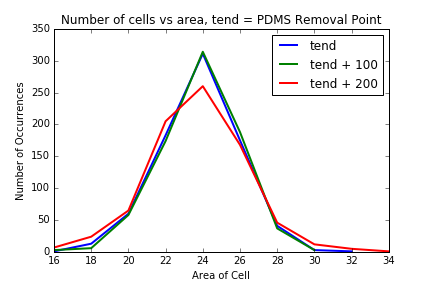 Number of cells vs area, tend = PDMS Removal Point
350
300
250
200
150
100
50
0
Number of Occurrences
tend
tend + 100
tend + 200
16 18 20 22 24 26 28 30 32 34
Area of Cell